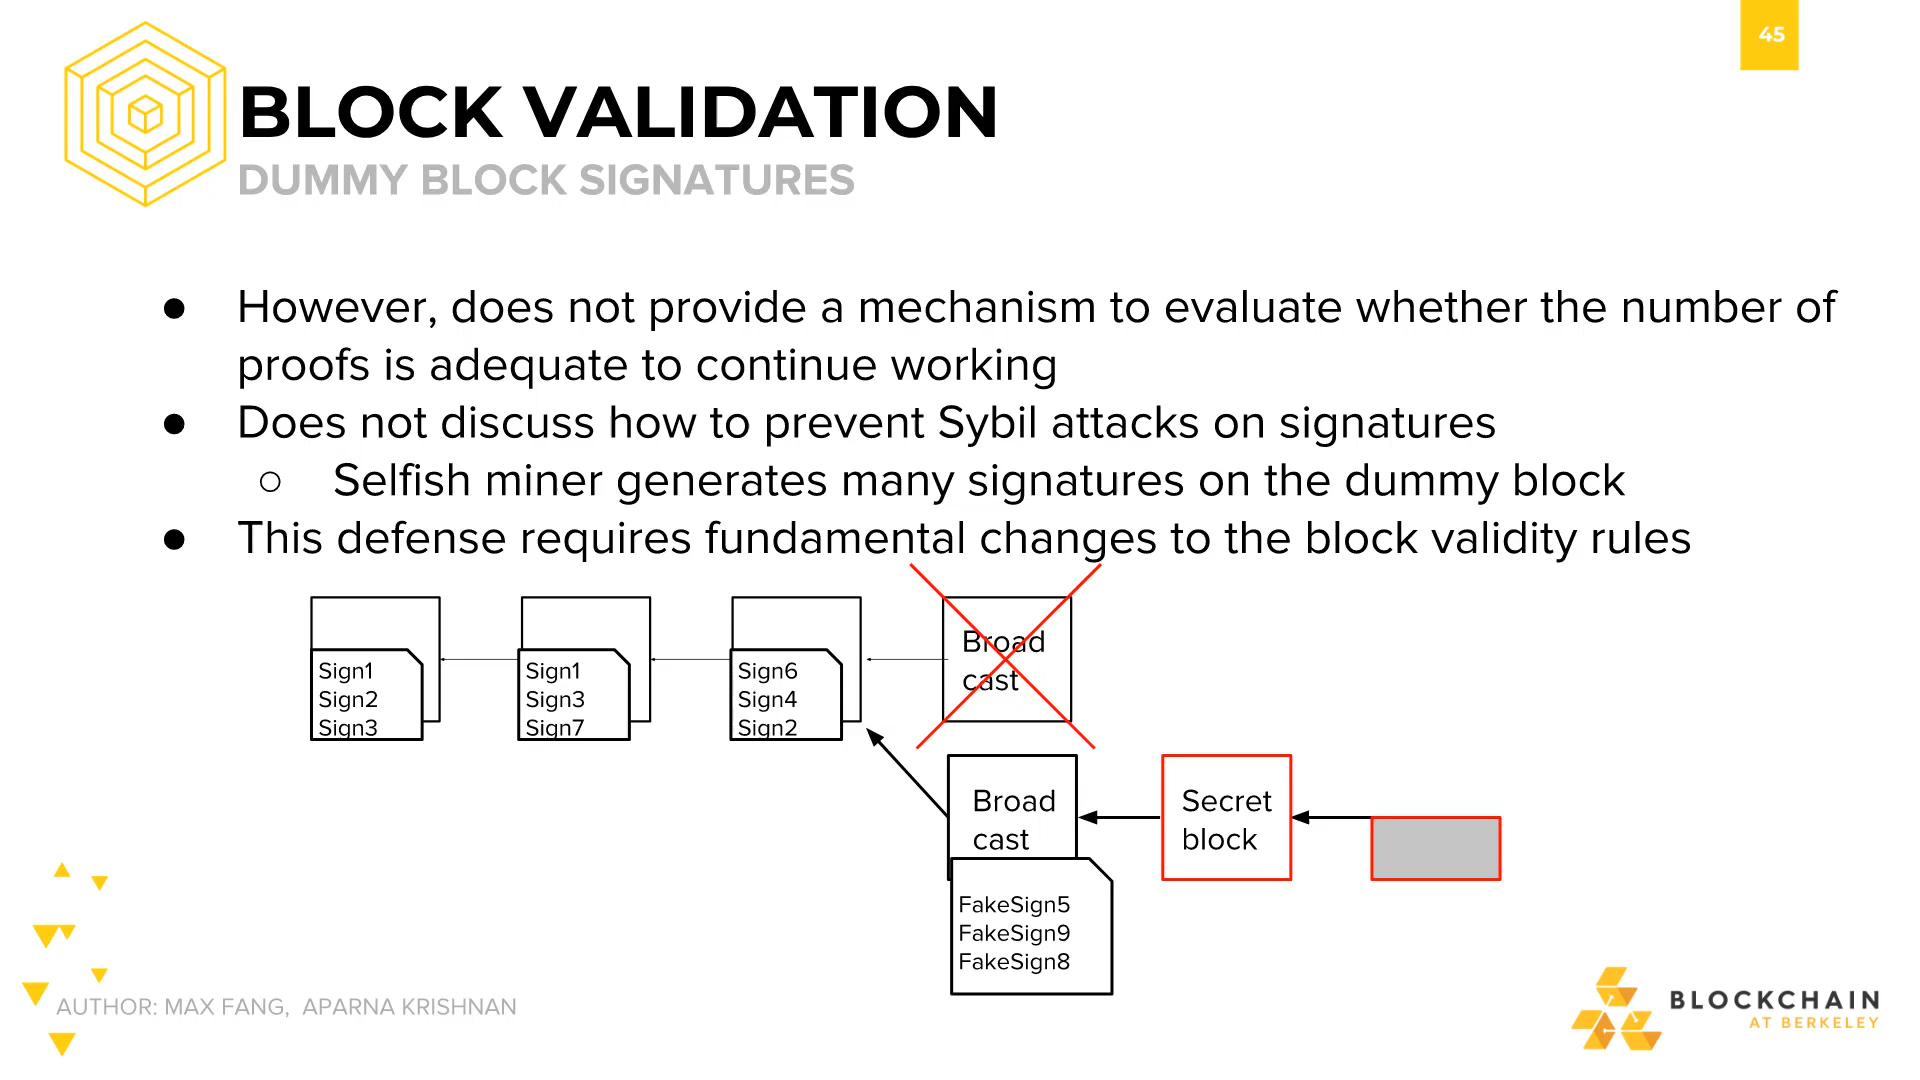 45
BLOCK VALIDATION
DUMMY BLOCK SIGNATURES
● However, does not provide a mechanism to evaluate whether the number of
proofs is adequate to continue working
● Does not discuss how to prevent Sybil attacks on signatures
○ Selfish miner generates many signatures on the dummy block
● This defense requires fundamental changes to the block validity rules
Sign1
Sign2
Sign3
Sign1
Sign3
Sign7
Sign6
Sign4
Sign2
Broad
cast
Broad
cast
Secret
block
FakeSign5
FakeSign9
FakeSign8
AUTHOR: MAX FANG, APARNA KRISHNAN
BLOCKCHAIN
AT BERKELEY